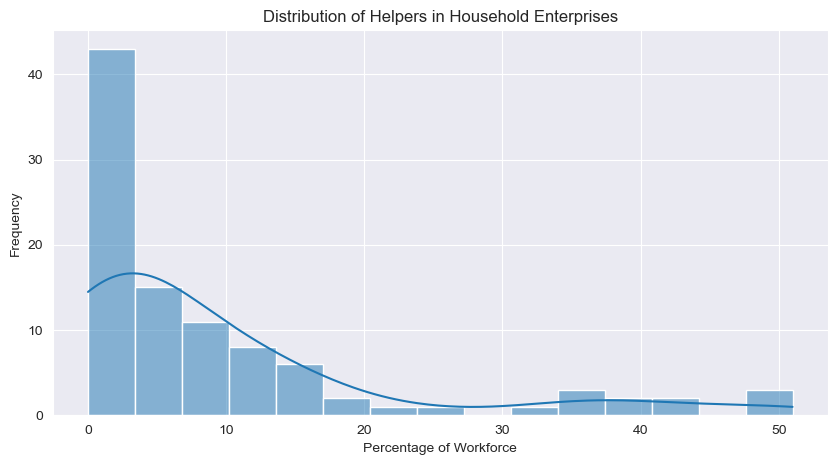 Distribution of Helpers in Household Enterprises
Frequency
40
30
20
10
0
0 10 20 30 40 50
Percentage of Workforce